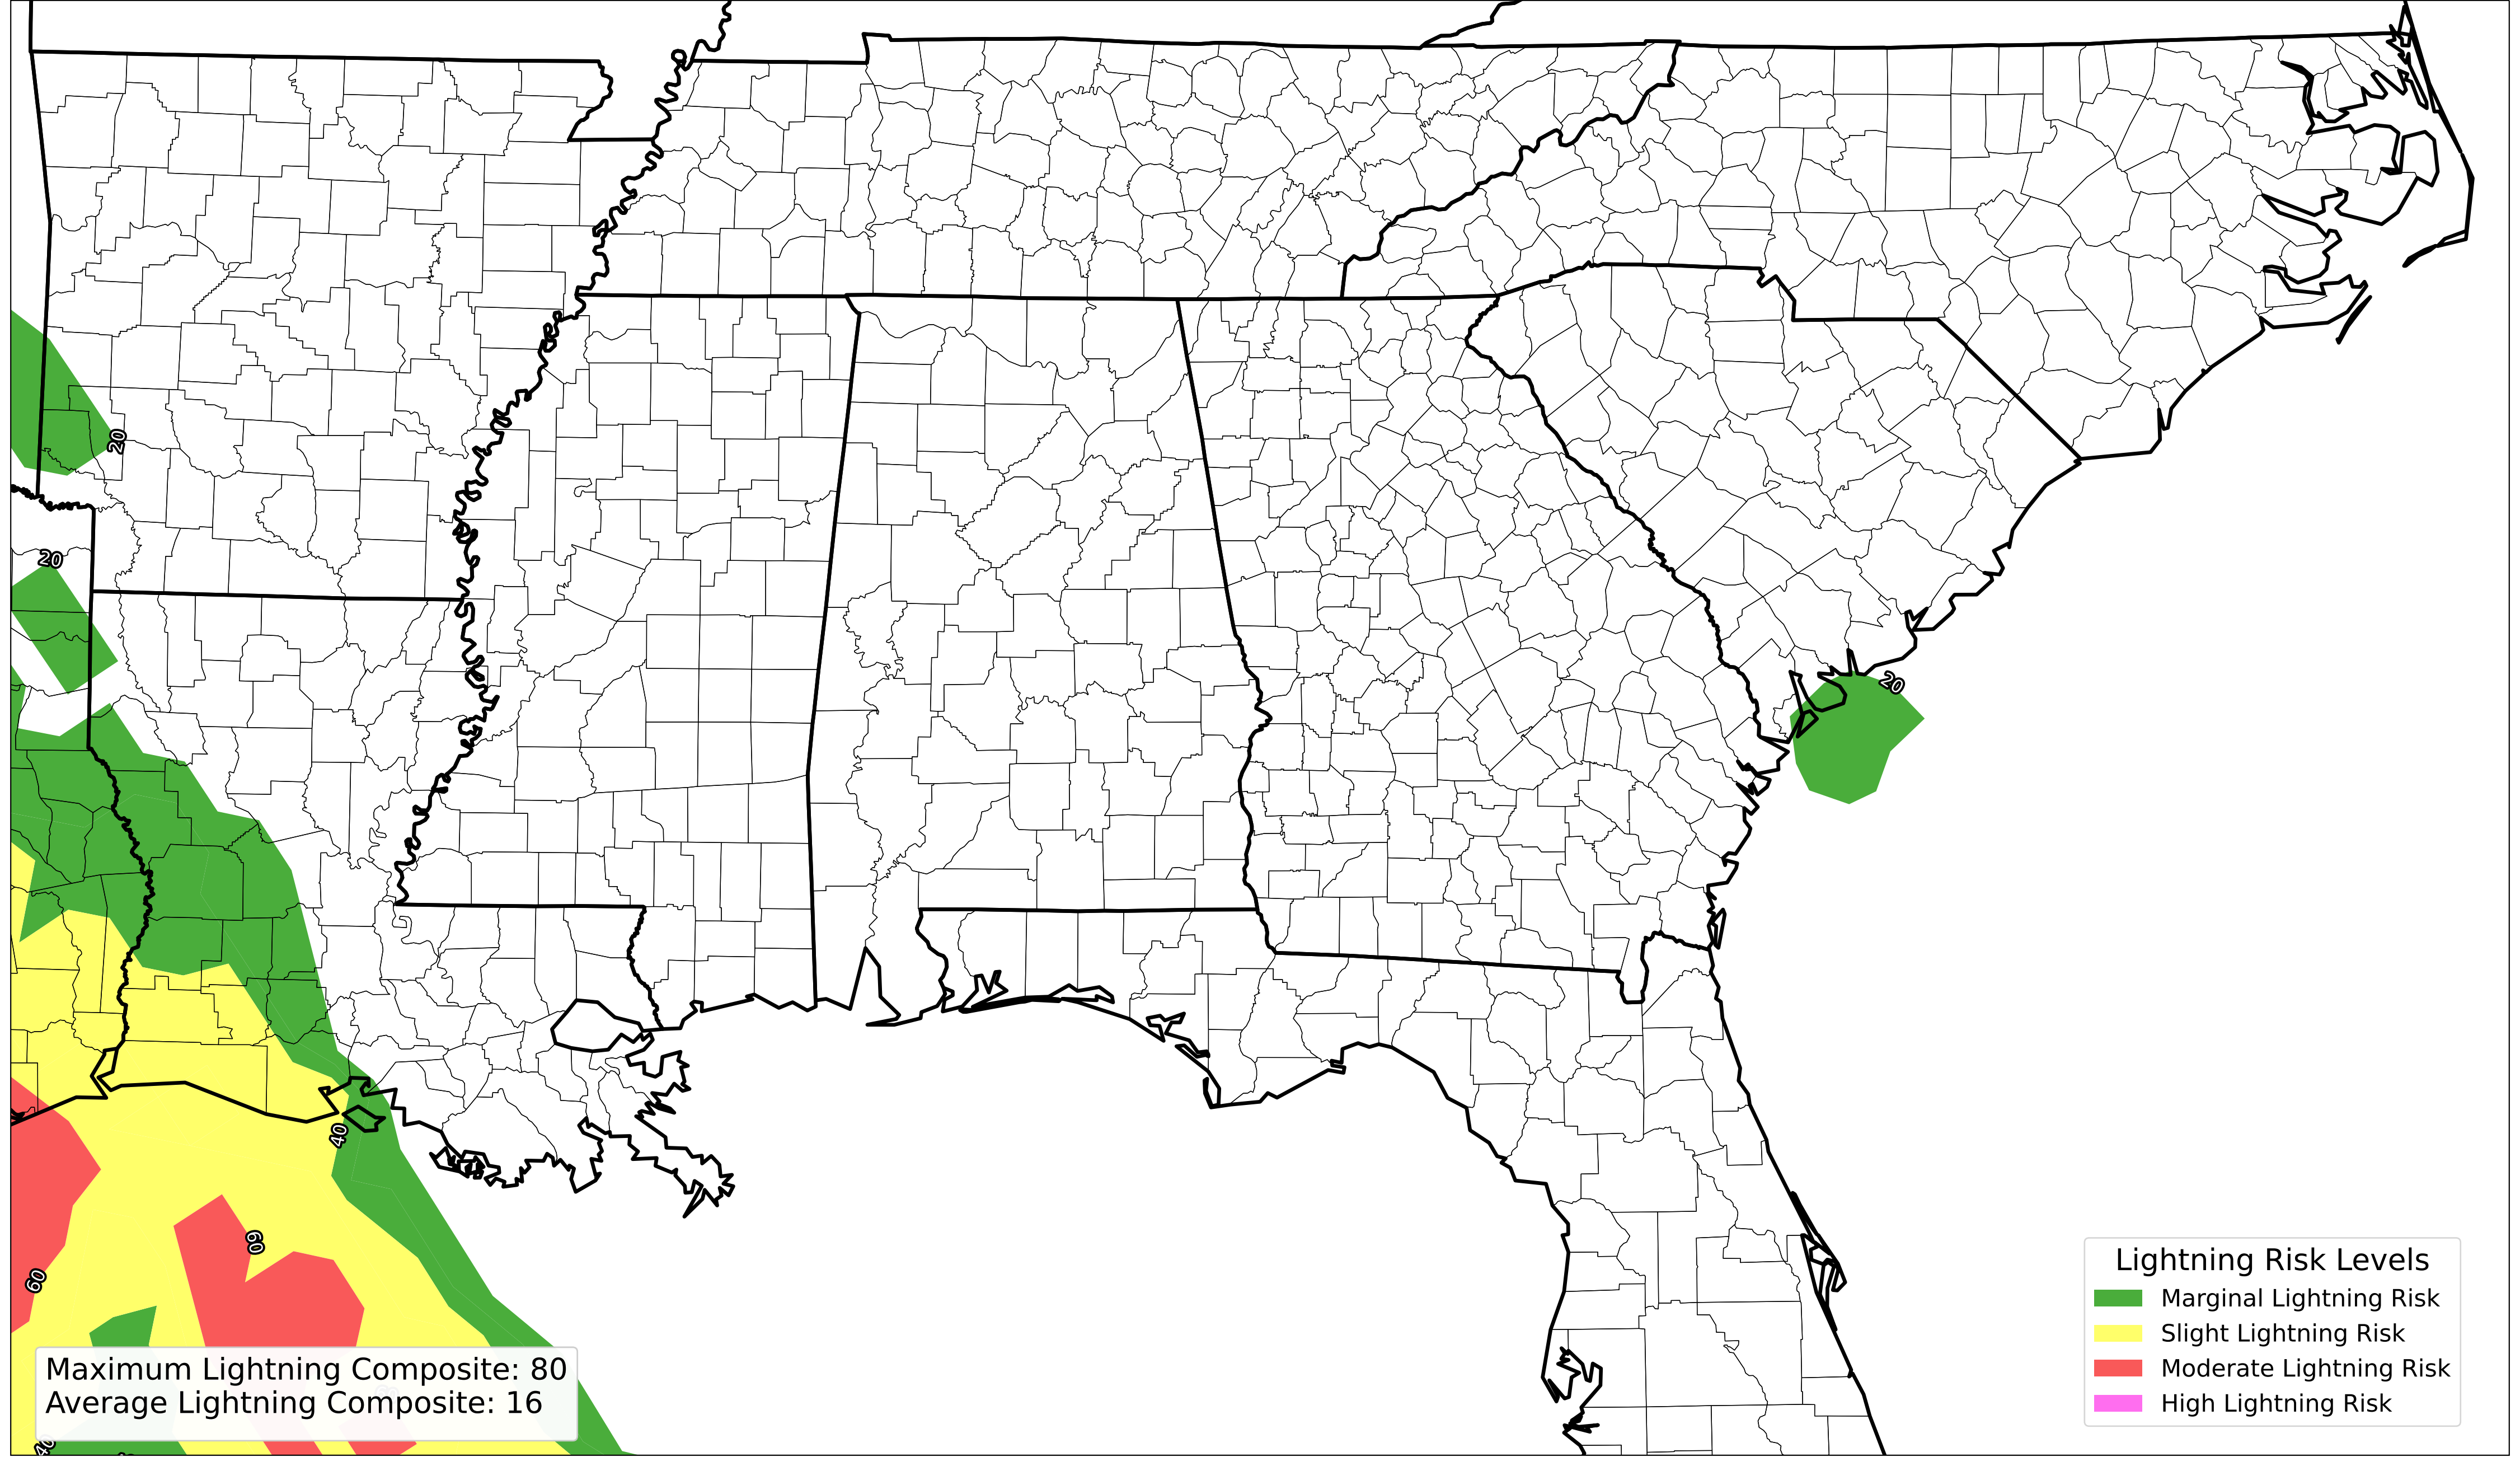 20
20
20
40
60
60
Maximum Lightning Composite: 80
Average Lightning Composite: 16
40
Lightning Risk Levels
Marginal Lightning Risk
Slight Lightning Risk
Moderate Lightning Risk
High Lightning Risk